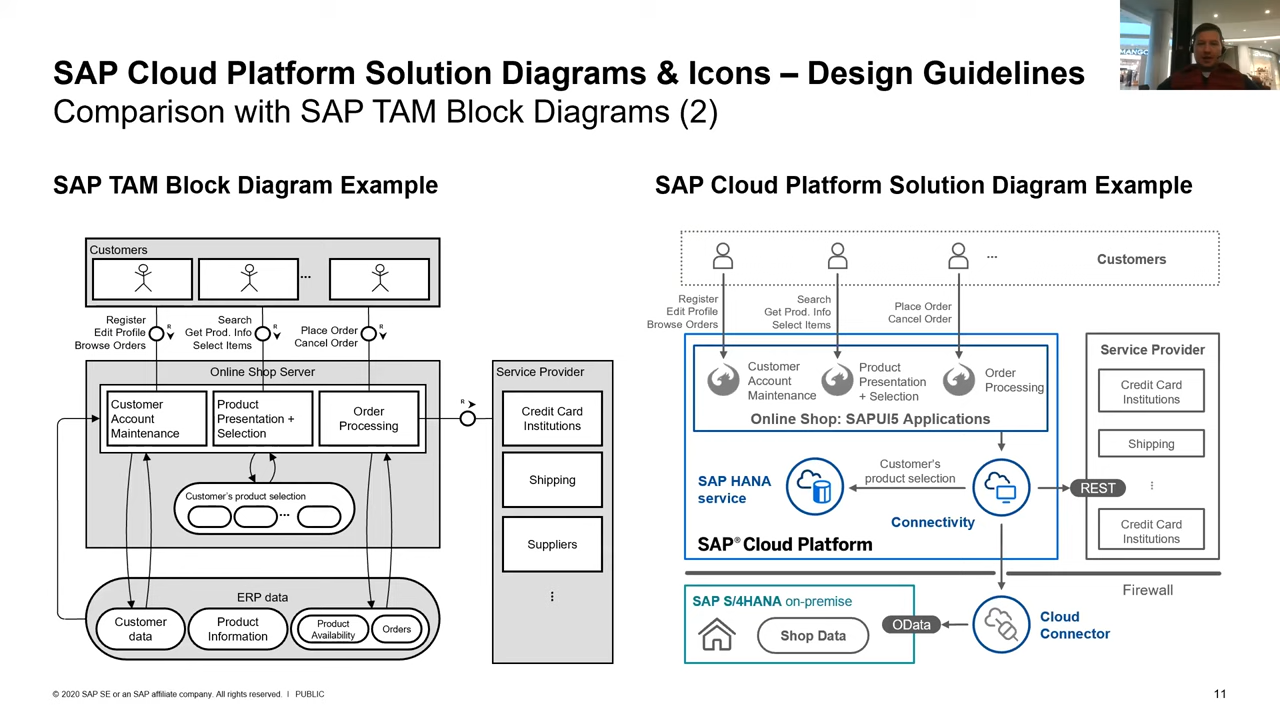 SAP Cloud Platform Solution Diagrams & Icons – Design Guidelines
Comparison with SAP TAM Block Diagrams (2)
MANGO
SAP TAM Block Diagram Example
Customers
...
Register
Edit Profile
Browse Orders
R
Search
Get Prod. Info
Select Items
R
Place Order
Cancel Order
R
Online Shop Server
Customer
Account
Maintenance
Product
Presentation +
Selection
Order
Processing
R
Customer's product selection
...
ERP data
Customer
data
Product
Information
Product
Availability
Orders
Service Provider
Credit Card
Institutions
Shipping
Suppliers
...
SAP Cloud Platform Solution Diagram Example
...
Customers
Register
Edit Profile
Browse Orders
Search
Get Prod. Info
Select Items
Place Order
Cancel Order
Customer
Account
Maintenance
Product
Presentation
+ Selection
Order
Processing
Online Shop: SAPUI5 Applications
SAP HANA
service
Customer's
product selection
Connectivity
REST
SAP® Cloud Platform
Service Provider
Credit Card
Institutions
Shipping
...
Credit Card
Institutions
Firewall
SAP S/4HANA on-premise
Shop Data
OData
Cloud
Connector
© 2020 SAP SE or an SAP affiliate company. All rights reserved. I PUBLIC
11